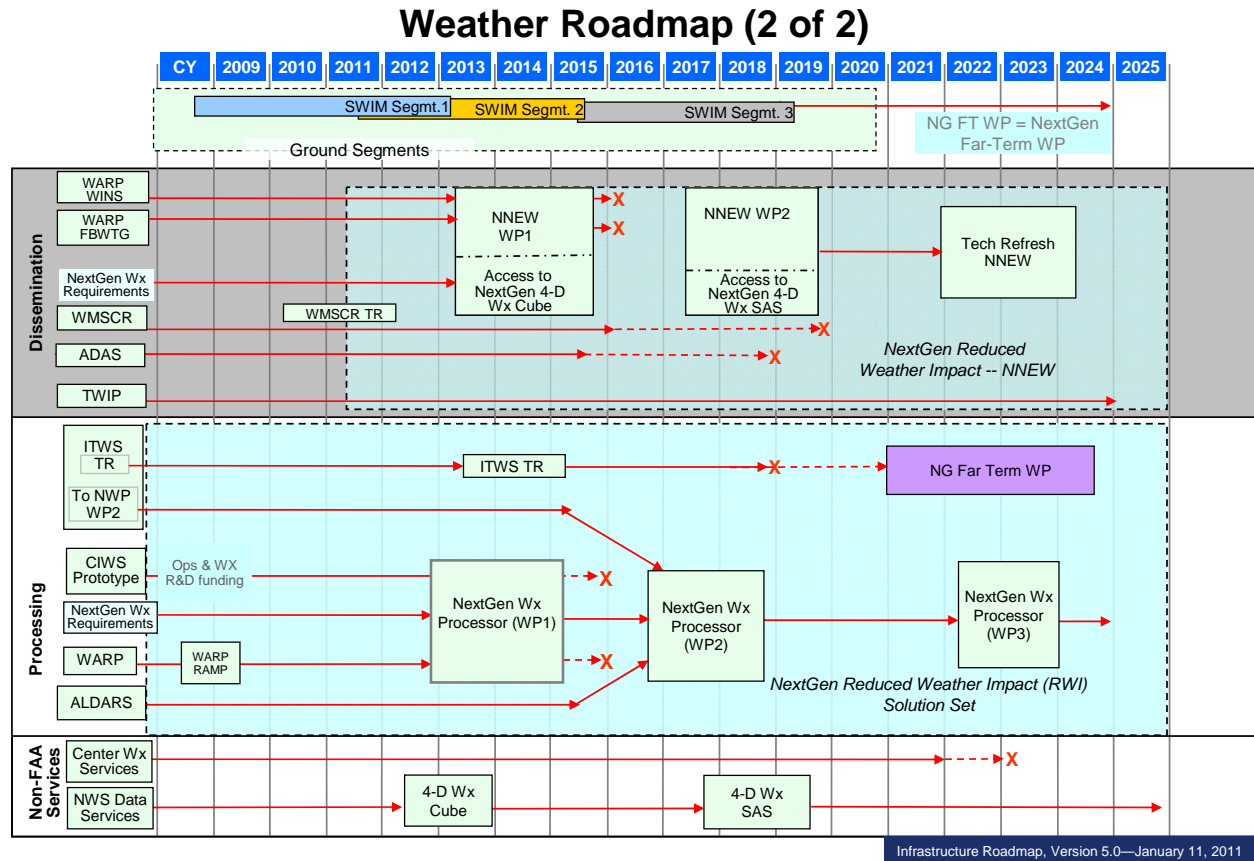 Weather Roadmap (2 of 2)
CY 2009 2010 2011 2012 2013 2014 2015 2016 2017 2018 2019 2020 2021 2022 2023 2024 2025
SWIM Segmt.1
SWIM Segmt. 2
SWIM Segmt. 3
Ground Segments
NG FT WP = NextGen
Far-Term WP
Dissemination
WARP
WINS
WARP
FBWTG
NextGen Wx
Requirements
WMSCR
ADAS
TWIP
WMSCR TR
NNEW
WP1
Access to
NextGen 4-D
Wx Cube
X
X
NNEW WP2
Access to
NextGen 4-D
Wx SAS
Tech Refresh
NNEW
X
X
NextGen Reduced
Weather Impact -- NNEW
Processing
ITWS
TR
To NWP
WP2
CIWS
Prototype
NextGen Wx
Requirements
WARP
ALDARS
Ops & WX
R&D funding
WARP
RAMP
ITWS TR
X
NG Far Term WP
NextGen Wx
Processor (WP1)
X
X
NextGen Wx
Processor
(WP2)
NextGen Wx
Processor
(WP3)
NextGen Reduced Weather Impact (RWI)
Solution Set
Non-FAA
Services
Center Wx
Services
X
NWS Data
Services
4-D Wx
Cube
4-D Wx
SAS
Infrastructure Roadmap, Version 5.0—January 11, 2011